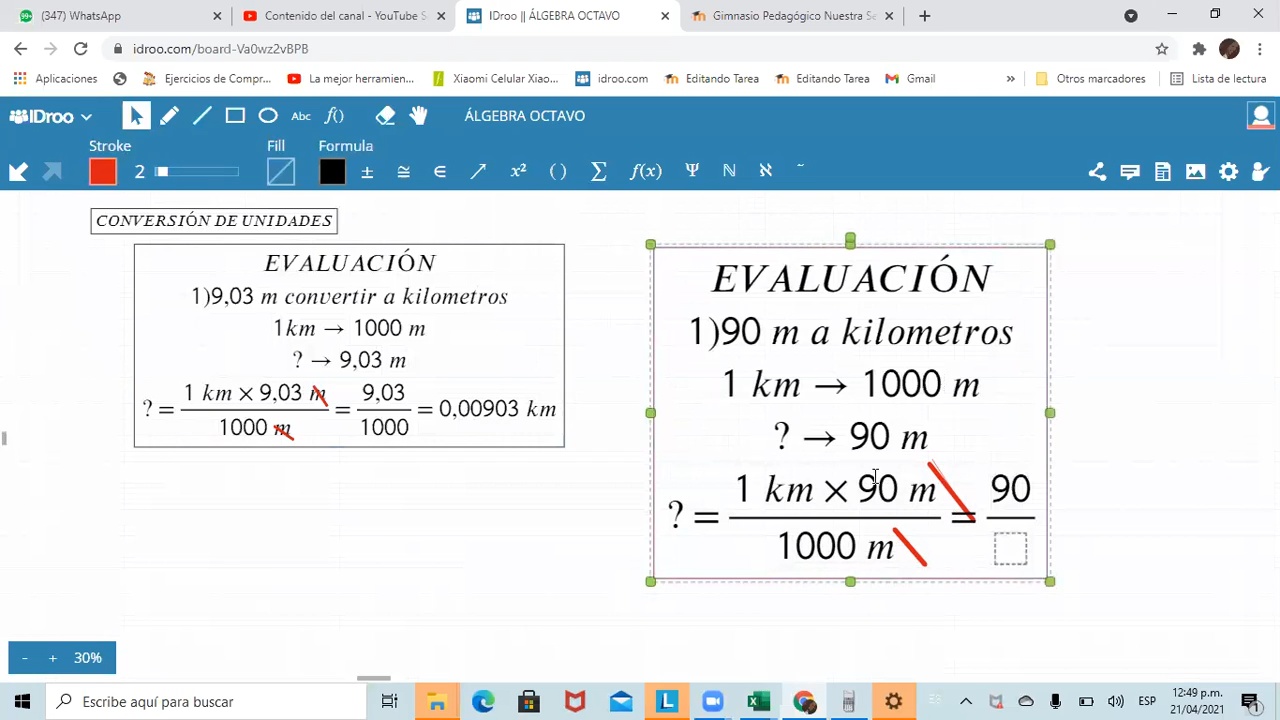 (347) WhatsApp
Contenido del canal - YouTube S
IDroo || ÁLGEBRA OCTAVO
Gimnasio Pedagógico Nuestra Se
idroo.com/board-Va0wz2vBPB
Aplicaciones
Ejercicios de Compr...
La mejor herramien...
Xiaomi Celular Xiao...
idroo.com
Editando Tarea
Editando Tarea
Gmail
»
Otros marcadores
Lista de lectura
IDroo
Abc
f()
ÁLGEBRA OCTAVO
Stroke
Fill
Formula
2
± ≅ ∈ x² ( ) ∑ f(x) Ψ ℕ ℵ
CONVERSIÓN DE UNIDADES
EVALUACIÓN
1)9,03 m convertir a kilometros
1km → 1000 m
? → 9,03 m
? = 1 km × 9,03 m / 1000 m = 9,03 / 1000 = 0,00903 km
EVALUACIÓN
1)90 m a kilometros
1 km → 1000 m
? → 90 m
? = 1 km × 90 m / 1000 m = 90
- + 30%
Escribe aquí para buscar
L
ESP
12:49 p.m.
21/04/2021